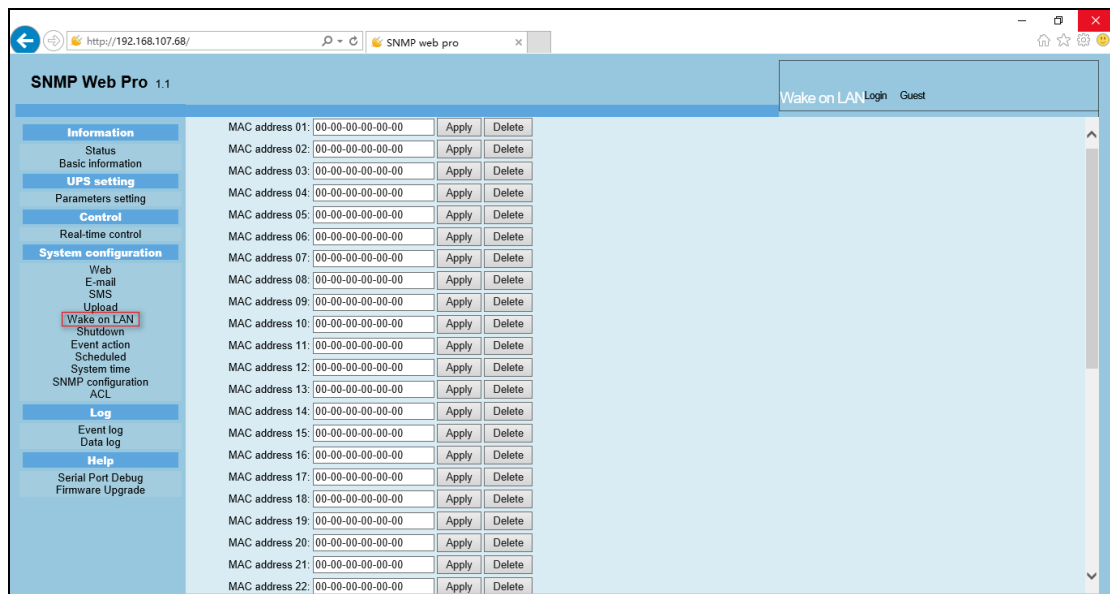 http://192.168.107.68/
SNMP web pro
SNMP Web Pro 1.1
Wake on LAN Login Guest
Information
Status
Basic information
UPS setting
Parameters setting
Control
Real-time control
System configuration
Web
E-mail
SMS
Upload
Wake on LAN
Shutdown
Event action
Scheduled
System time
SNMP configuration
ACL
Log
Event log
Data log
Help
Serial Port Debug
Firmware Upgrade
MAC address 01: 00-00-00-00-00-00 Apply Delete
MAC address 02: 00-00-00-00-00-00 Apply Delete
MAC address 03: 00-00-00-00-00-00 Apply Delete
MAC address 04: 00-00-00-00-00-00 Apply Delete
MAC address 05: 00-00-00-00-00-00 Apply Delete
MAC address 06: 00-00-00-00-00-00 Apply Delete
MAC address 07: 00-00-00-00-00-00 Apply Delete
MAC address 08: 00-00-00-00-00-00 Apply Delete
MAC address 09: 00-00-00-00-00-00 Apply Delete
MAC address 10: 00-00-00-00-00-00 Apply Delete
MAC address 11: 00-00-00-00-00-00 Apply Delete
MAC address 12: 00-00-00-00-00-00 Apply Delete
MAC address 13: 00-00-00-00-00-00 Apply Delete
MAC address 14: 00-00-00-00-00-00 Apply Delete
MAC address 15: 00-00-00-00-00-00 Apply Delete
MAC address 16: 00-00-00-00-00-00 Apply Delete
MAC address 17: 00-00-00-00-00-00 Apply Delete
MAC address 18: 00-00-00-00-00-00 Apply Delete
MAC address 19: 00-00-00-00-00-00 Apply Delete
MAC address 20: 00-00-00-00-00-00 Apply Delete
MAC address 21: 00-00-00-00-00-00 Apply Delete
MAC address 22: 00-00-00-00-00-00 Apply Delete